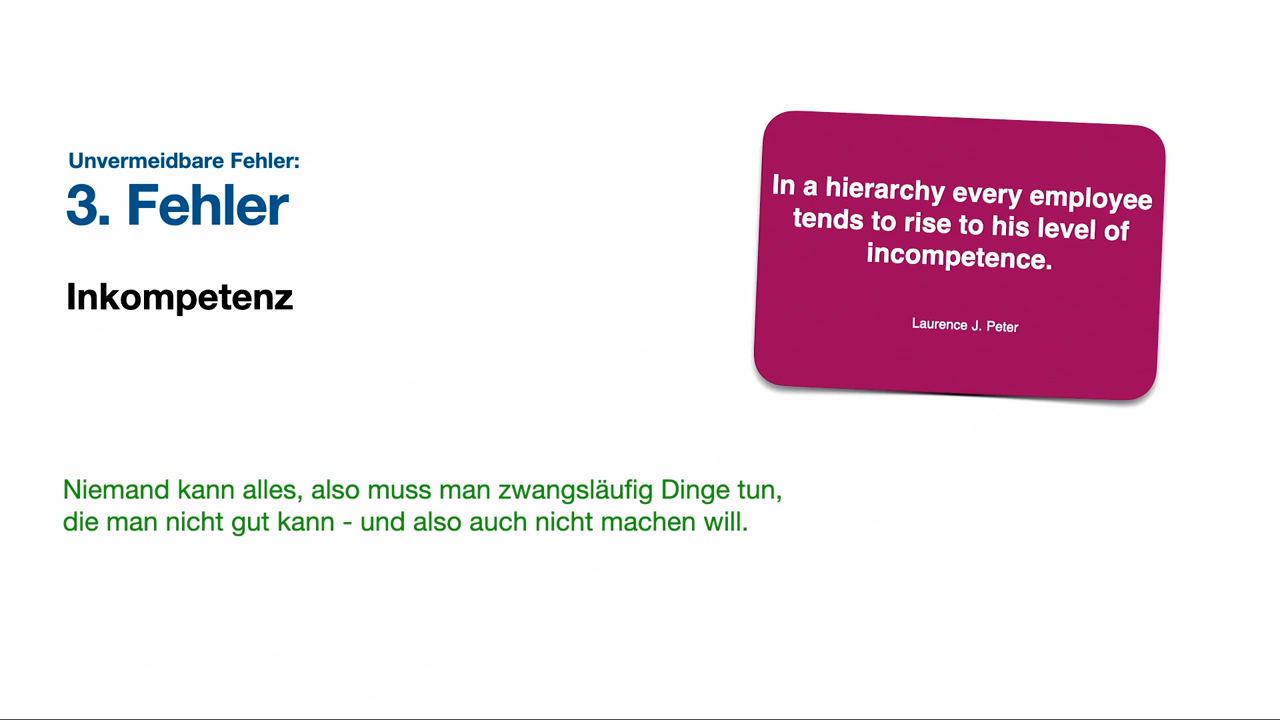 Unvermeidbare Fehler:
3. Fehler
Inkompetenz
In a hierarchy every employee
tends to rise to his level of
incompetence.
Laurence J. Peter
Niemand kann alles, also muss man zwangsläufig Dinge tun,
die man nicht gut kann - und also auch nicht machen will.